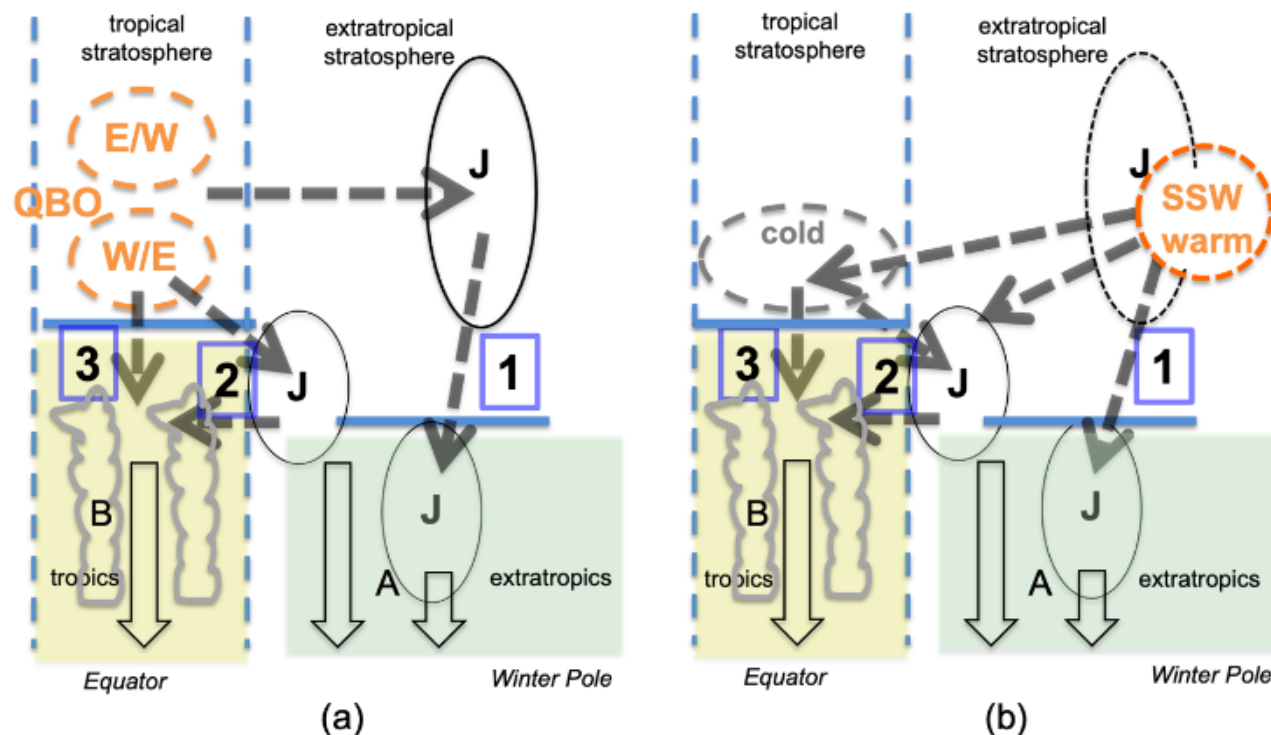 tropical
stratosphere
extratropical
stratosphere
E/W
QBO
W/E
J
3
2
J
1
J
B
tropics
A
extratropics
Equator
Winter Pole
(a)
tropical
stratosphere
extratropical
stratosphere
J
SSW
warm
cold
3
2
J
1
J
B
tropics
A
extratropics
Equator
Winter Pole
(b)